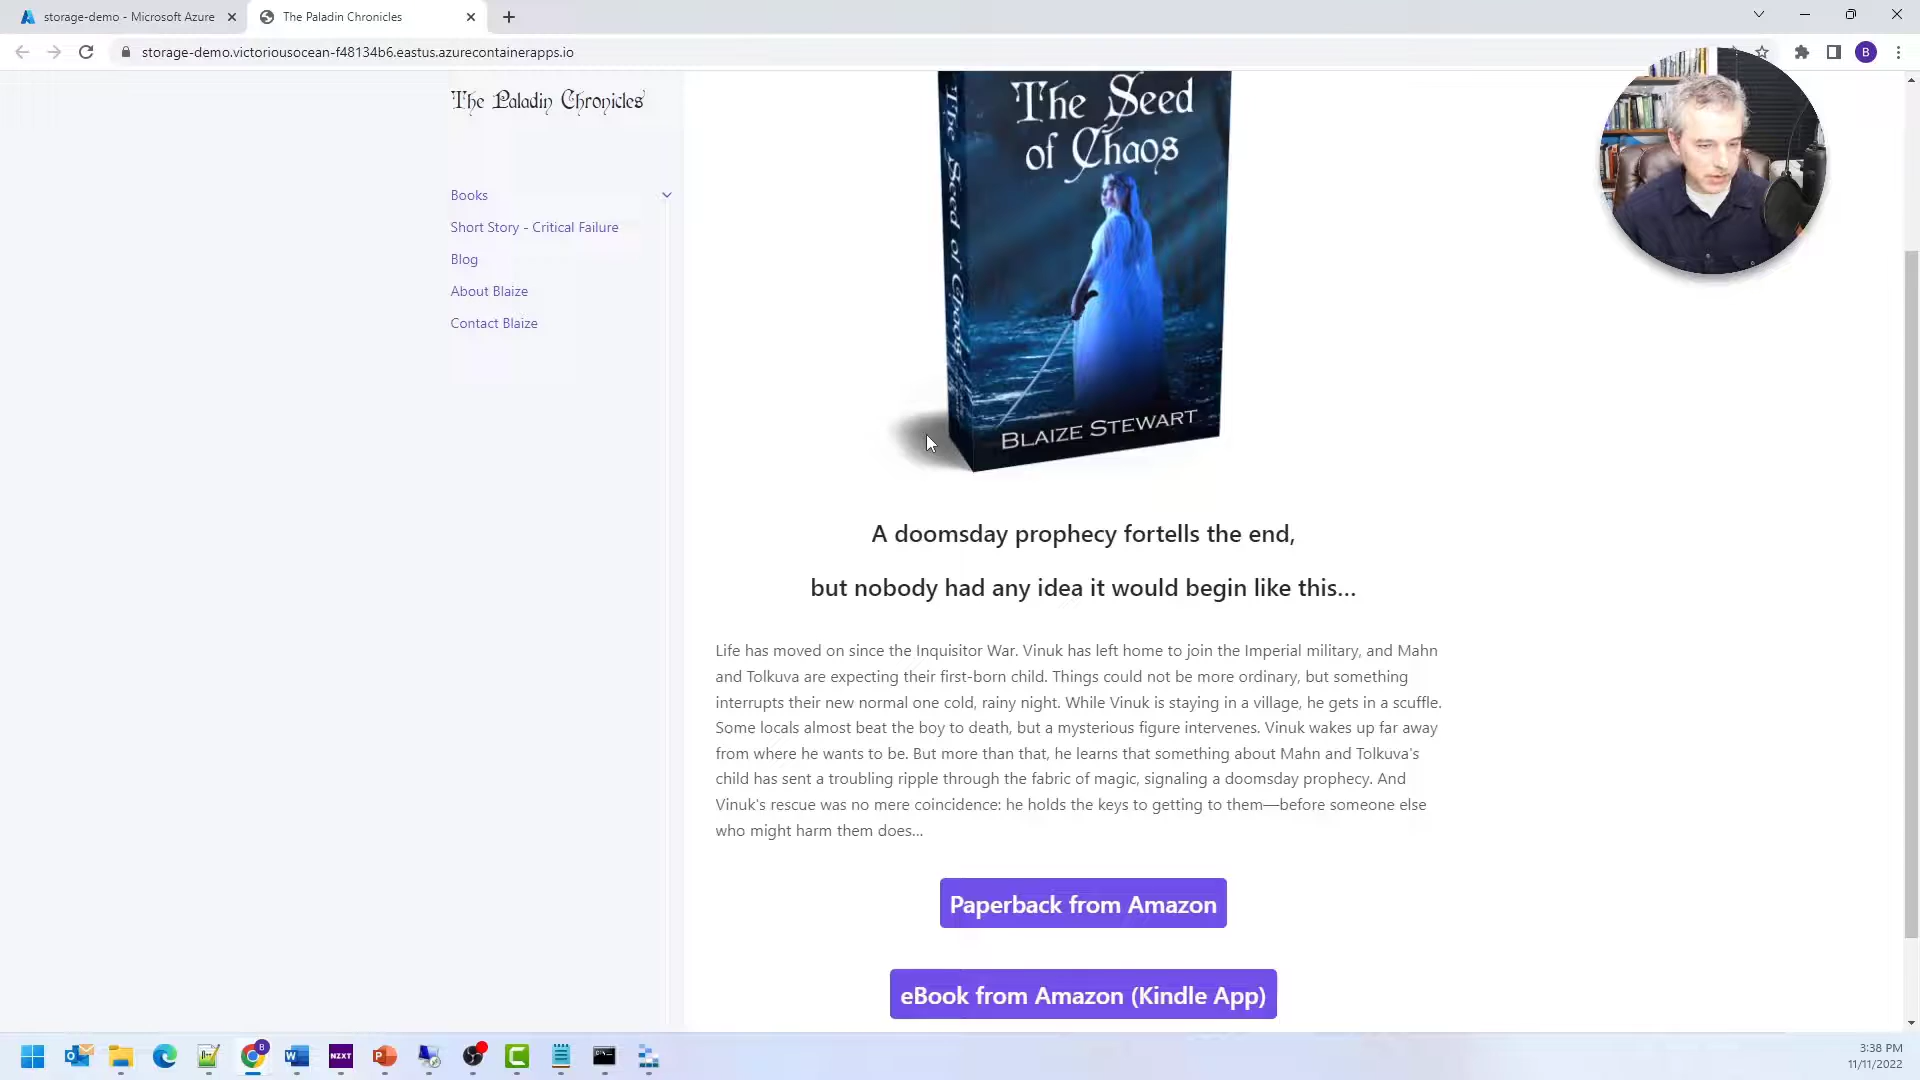 storage-demo - Microsoft Azure
The Paladin Chronicles
storage-demo.victoriousocean-f48134b6.eastus.azurecontainerapps.io
B
The Paladin Chronicles
Books
Short Story - Critical Failure
Blog
About Blaize
Contact Blaize
The Seed of Chaos
The Seed
of Chaos
BLAIZE STEWART
A doomsday prophecy fortells the end,
but nobody had any idea it would begin like this...
Life has moved on since the Inquisitor War. Vinuk has left home to join the Imperial military, and Mahn
and Tolkuva are expecting their first-born child. Things could not be more ordinary, but something
interrupts their new normal one cold, rainy night. While Vinuk is staying in a village, he gets in a scuffle.
Some locals almost beat the boy to death, but a mysterious figure intervenes. Vinuk wakes up far away
from where he wants to be. But more than that, he learns that something about Mahn and Tolkuva's
child has sent a troubling ripple through the fabric of magic, signaling a doomsday prophecy. And
Vinuk's rescue was no mere coincidence: he holds the keys to getting to them—before someone else
who might harm them does...
Paperback from Amazon
eBook from Amazon (Kindle App)
B
NZXT
3:38 PM
11/11/2022